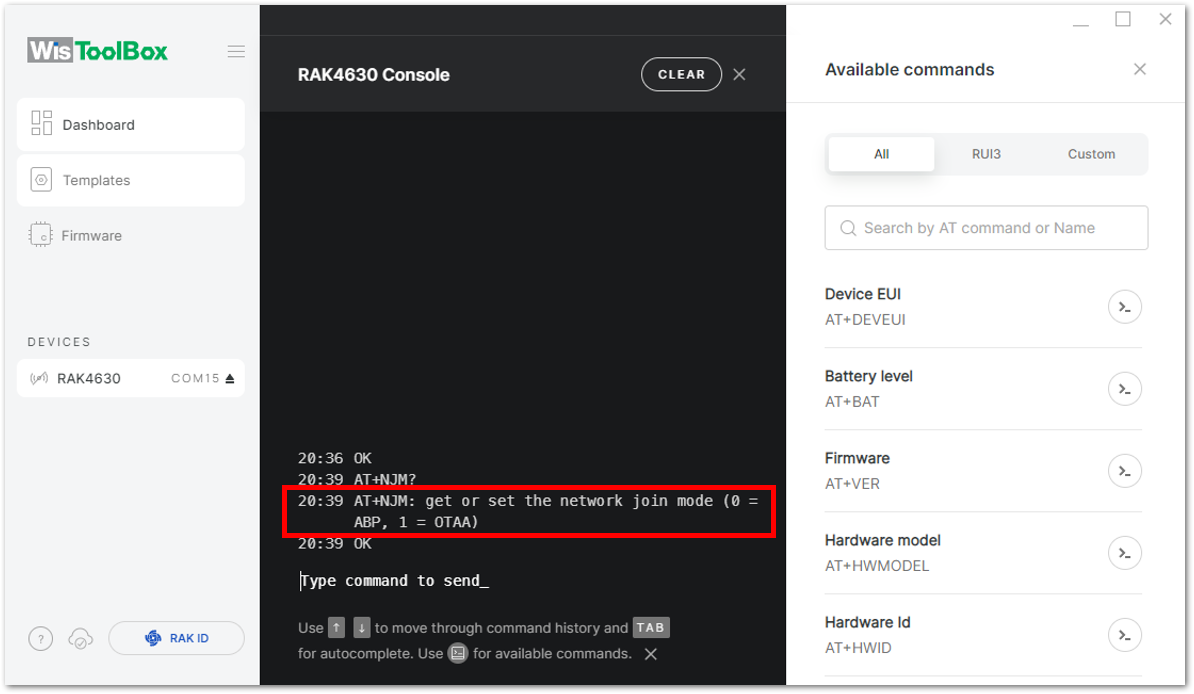 WisToolBox
Dashboard
Templates
Firmware
DEVICES
RAK4630 COM15
?
RAK ID
RAK4630 Console
CLEAR
20:36 OK
20:39 AT+NJM?
20:39 AT+NJM: get or set the network join mode (0 =
ABP, 1 = OTAA)
20:39 OK
Type command to send_
Use ↑ ↓ to move through command history and TAB
for autocomplete. Use for available commands.
Available commands
All RUI3 Custom
Search by AT command or Name
Device EUI
AT+DEVEUI
Battery level
AT+BAT
Firmware
AT+VER
Hardware model
AT+HWMODEL
Hardware Id
AT+HWID